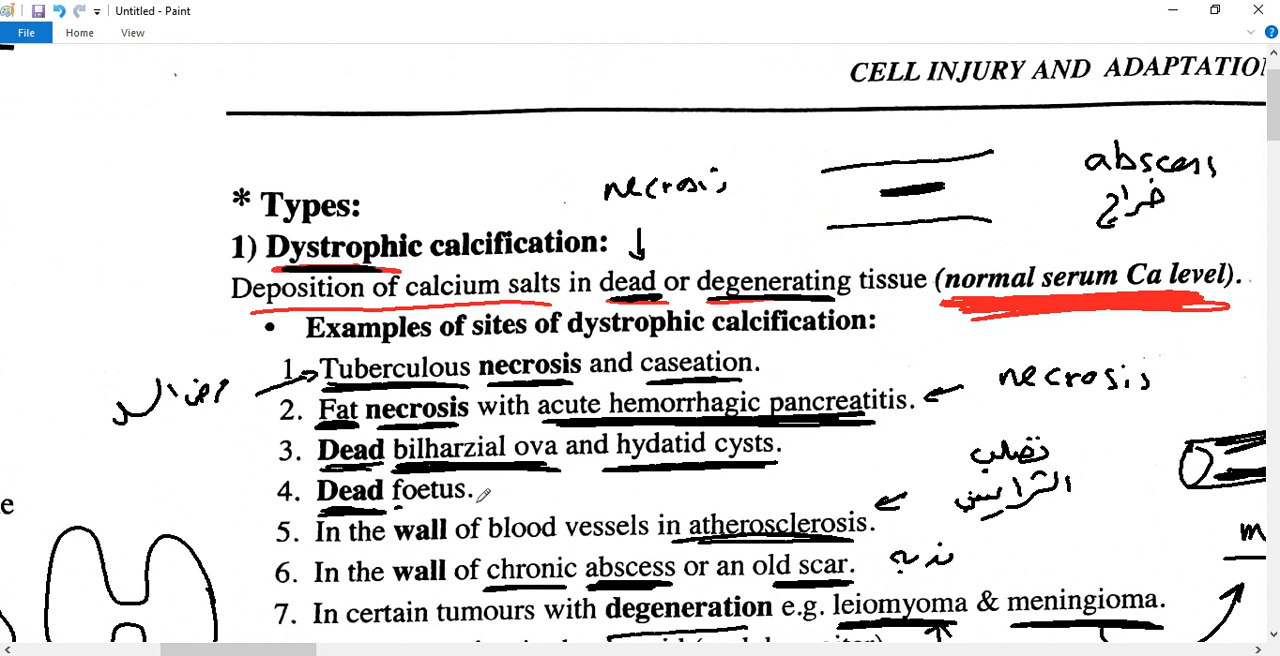 Untitled - Paint
File Home View
CELL INJURY AND ADAPTATIO
abscess
خراج
necrosis
* Types:
1) Dystrophic calcification:
Deposition of calcium salts in dead or degenerating tissue (normal serum Ca level).
• Examples of sites of dystrophic calcification:
1. Tuberculous necrosis and caseation.
necrosis
2. Fat necrosis with acute hemorrhagic pancreatitis.
3. Dead bilharzial ova and hydatid cysts.
تصلب
الشرايين
4. Dead foetus.
e
5. In the wall of blood vessels in atherosclerosis.
m
6. In the wall of chronic abscess or an old scar.
ندبه
7. In certain tumours with degeneration e.g. leiomyoma & meningioma.